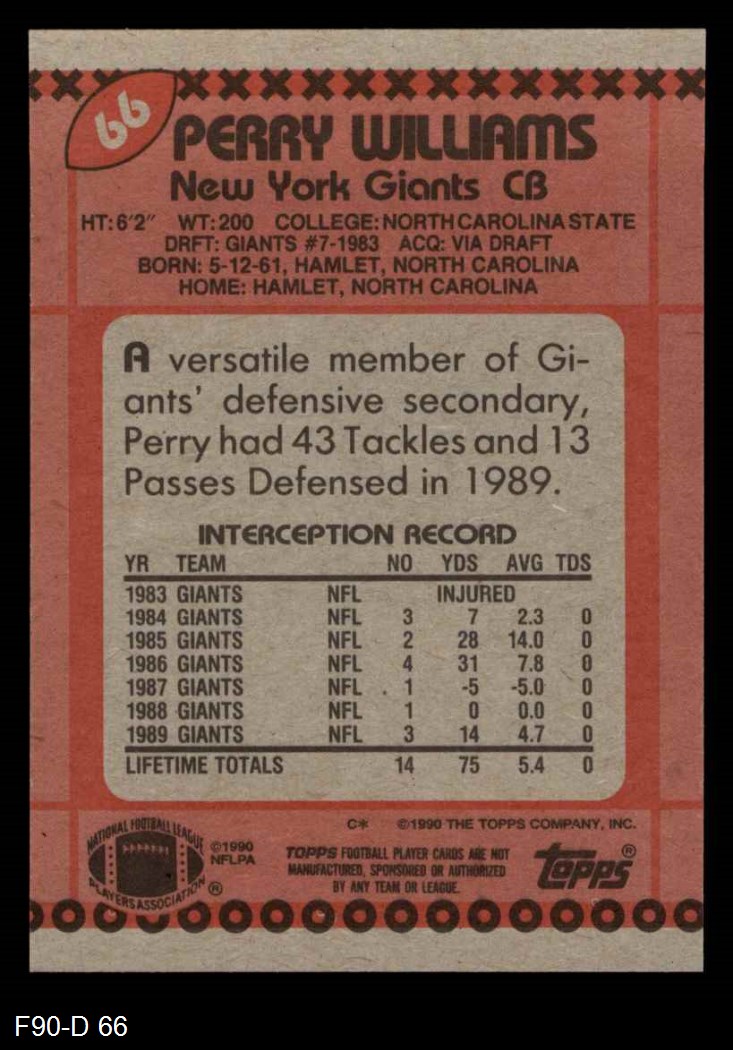 66
PERRY WILLIAMS
New York Giants CB
HT: 6'2" WT: 200 COLLEGE: NORTH CAROLINA STATE
DRFT: GIANTS #7-1983 ACQ: VIA DRAFT
BORN: 5-12-61, HAMLET, NORTH CAROLINA
HOME: HAMLET, NORTH CAROLINA
A versatile member of Gi-
ants' defensive secondary,
Perry had 43 Tackles and 13
Passes Defensed in 1989.
INTERCEPTION RECORD
YR TEAM NO YDS AVG TDS
1983 GIANTS NFL INJURED
1984 GIANTS NFL 3 7 2.3 0
1985 GIANTS NFL 2 28 14.0 0
1986 GIANTS NFL 4 31 7.8 0
1987 GIANTS NFL 1 -5 -5.0 0
1988 GIANTS NFL 1 0 0.0 0
1989 GIANTS NFL 3 14 4.7 0
LIFETIME TOTALS 14 75 5.4 0
C* ©1990 THE TOPPS COMPANY, INC.
NATIONAL FOOTBALL LEAGUE
PLAYERS ASSOCIATION ®
©1990
NFLPA
TOPPS FOOTBALL PLAYER CARDS ARE NOT
MANUFACTURED, SPONSORED OR AUTHORIZED
BY ANY TEAM OR LEAGUE.
topps®
F90-D 66